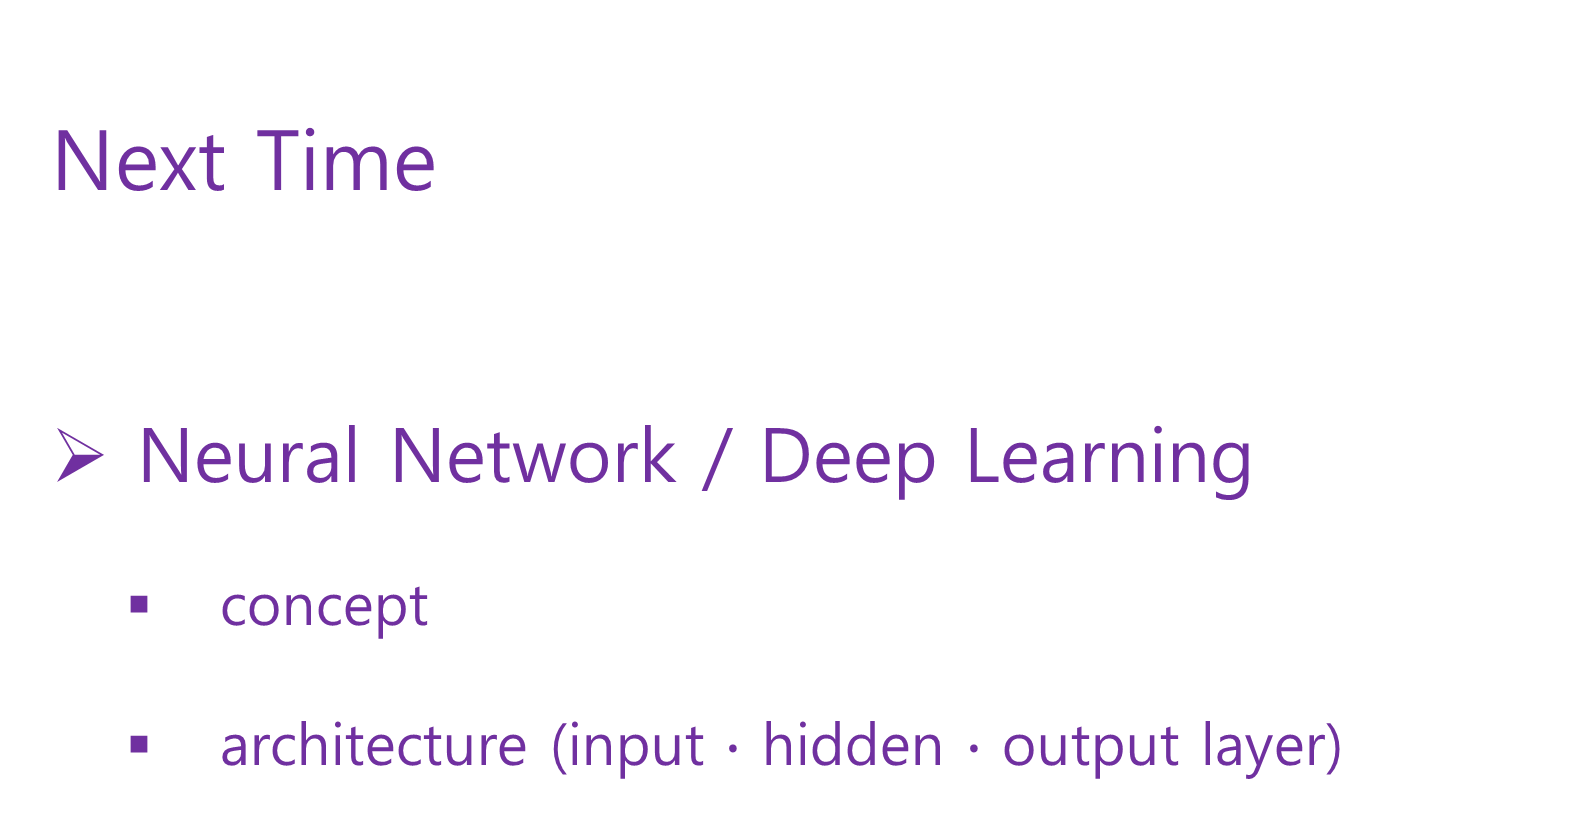 Next Time
➢ Neural Network / Deep Learning
▪ concept
▪ architecture (input · hidden · output layer)